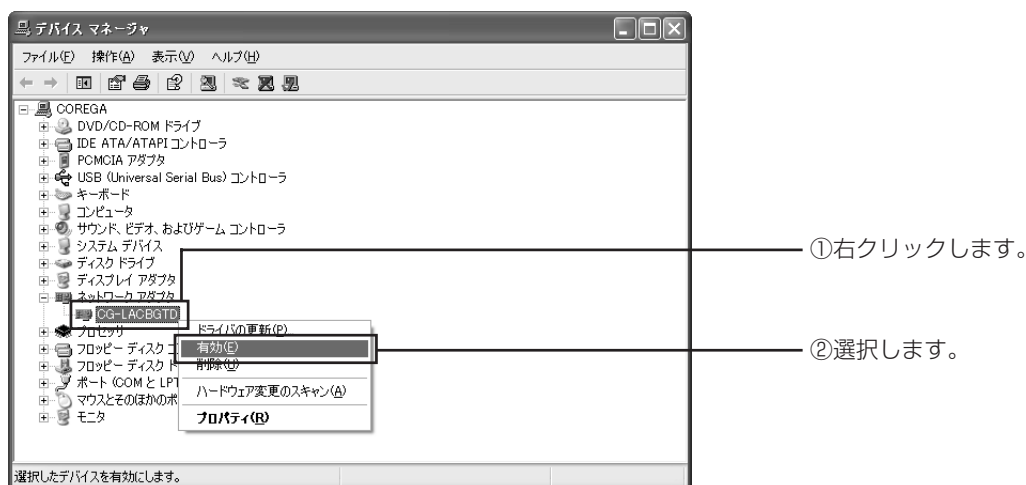 デバイス マネージャ
ファイル(F) 操作(A) 表示(V) ヘルプ(H)
COREGA
DVD/CD-ROM ドライブ
IDE ATA/ATAPI コントローラ
PCMCIA アダプタ
USB (Universal Serial Bus) コントローラ
キーボード
コンピュータ
サウンド、ビデオ、およびゲーム コントローラ
システム デバイス
ディスク ドライブ
ディスプレイ アダプタ
ネットワーク アダプタ
CG-LACBGTD
プロセッサ
フロッピー ディスク コ
フロッピー ディスク ド
ポート (COM と LPT
マウスとそのほかのポ
モニタ
ドライバの更新(P)
有効(E)
削除(U)
ハードウェア変更のスキャン(A)
プロパティ(R)
選択したデバイスを有効にします。
①右クリックします。
②選択します。